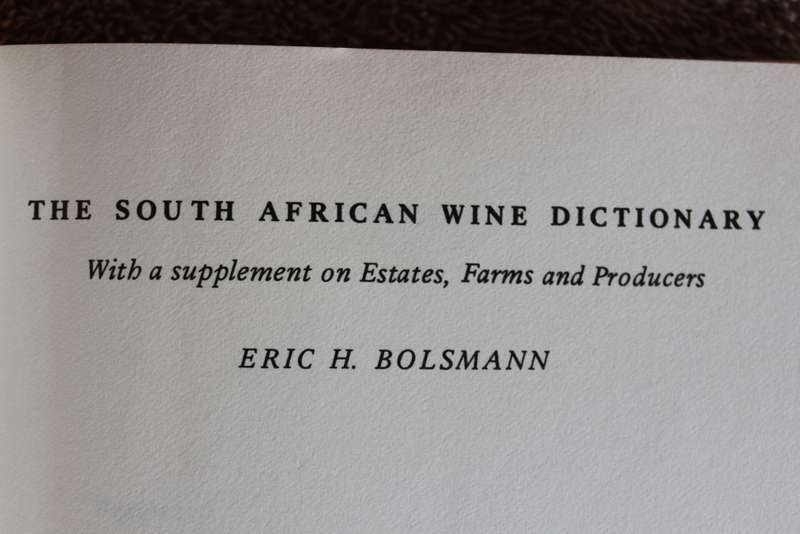 THE SOUTH AFRICAN WINE DICTIONARY
With a supplement on Estates, Farms and Producers
ERIC H. BOLSMANN